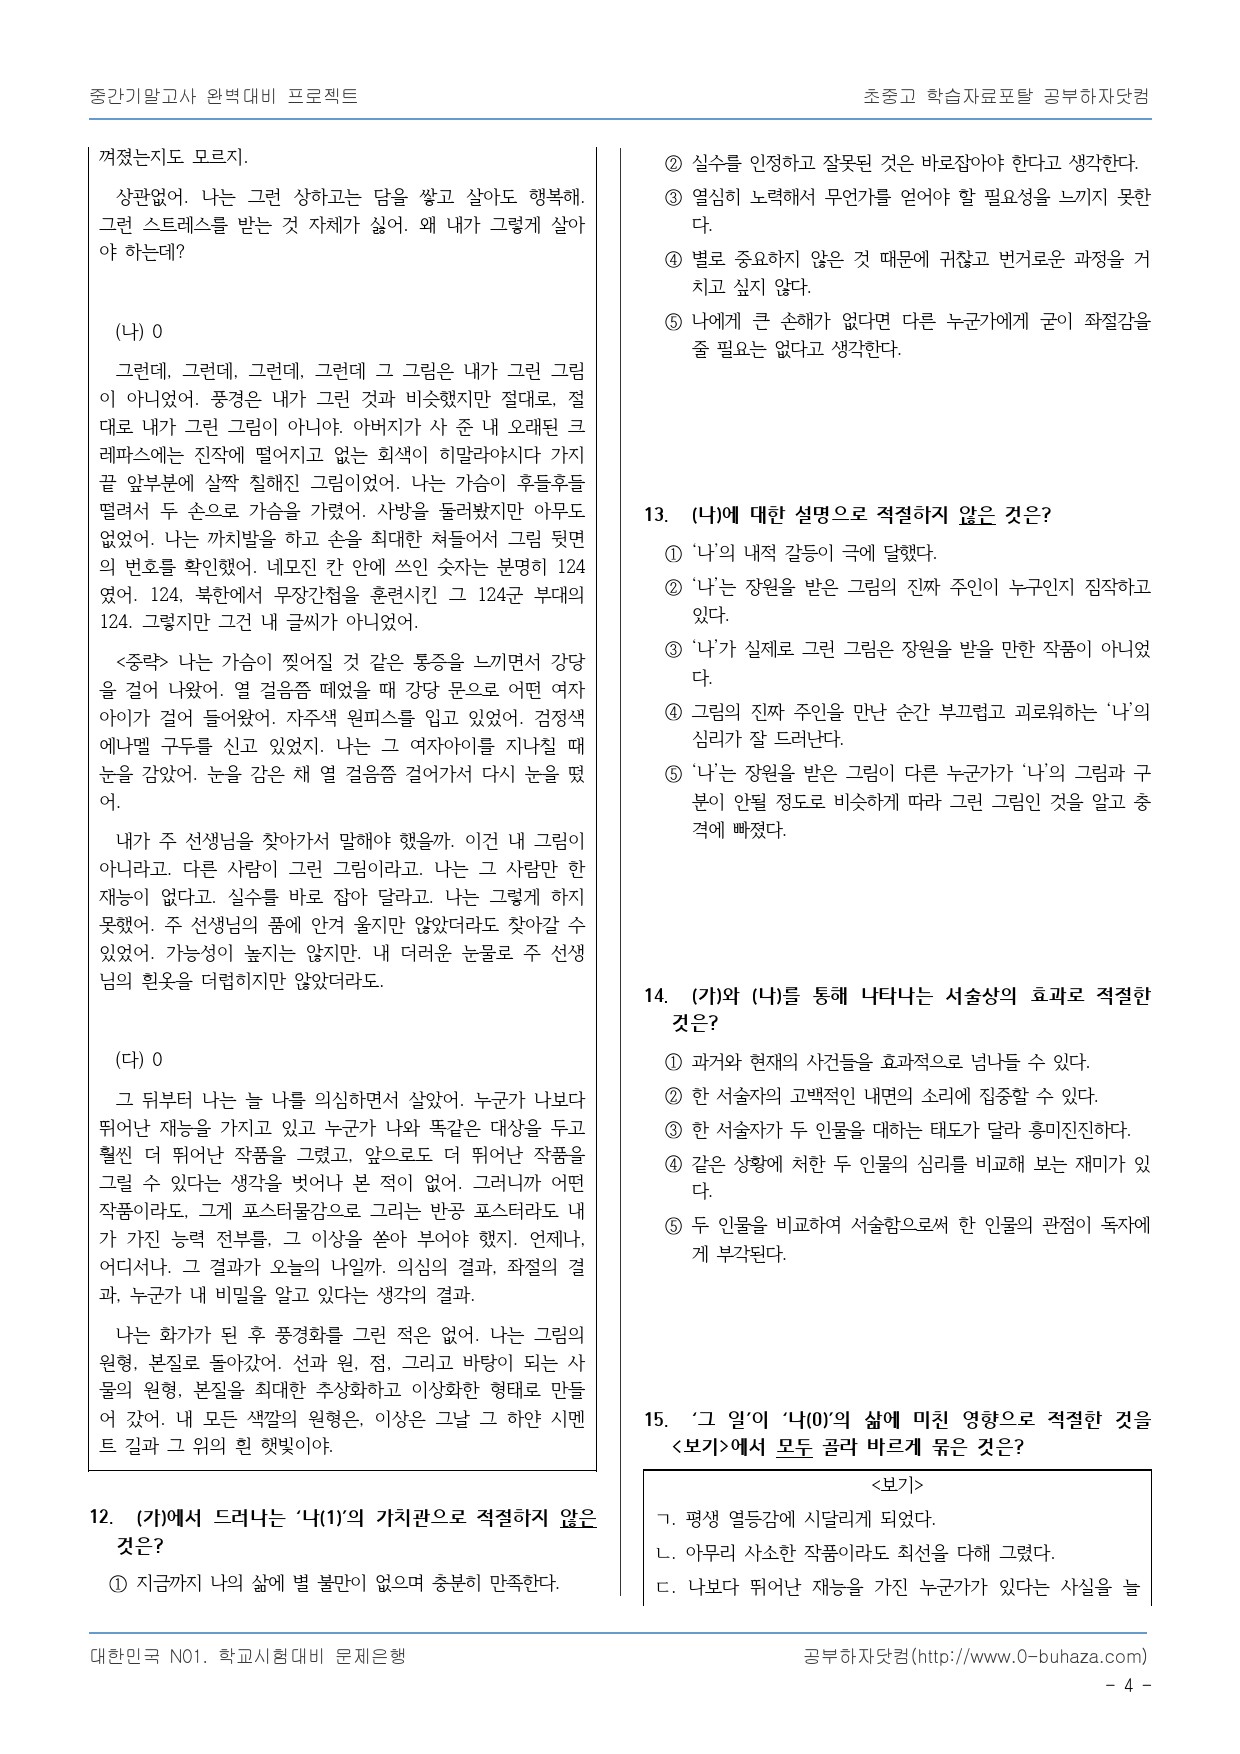 중간기말고사 완벽대비 프로젝트
초중고 학습자료포탈 공부하자닷컴
껴졌는지도 모르지.
상관없어. 나는 그런 상하고는 담을 쌓고 살아도 행복해.
그런 스트레스를 받는 것 자체가 싫어. 왜 내가 그렇게 살아
야 하는데?
(나) 0
그런데, 그런데, 그런데, 그런데 그 그림은 내가 그린 그림
이 아니었어. 풍경은 내가 그린 것과 비슷했지만 절대로, 절
대로 내가 그린 그림이 아니야. 아버지가 사 준 내 오래된 크
레파스에는 진작에 떨어지고 없는 회색이 히말라야시다 가지
끝 앞부분에 살짝 칠해진 그림이었어. 나는 가슴이 후들후들
떨려서 두 손으로 가슴을 가렸어. 사방을 둘러봤지만 아무도
없었어. 나는 까치발을 하고 손을 최대한 쳐들어서 그림 뒷면
의 번호를 확인했어. 네모진 칸 안에 쓰인 숫자는 분명히 124
였어. 124, 북한에서 무장간첩을 훈련시킨 그 124군 부대의
124. 그렇지만 그건 내 글씨가 아니었어.
<중략> 나는 가슴이 찢어질 것 같은 통증을 느끼면서 강당
을 걸어 나왔어. 열 걸음쯤 떼었을 때 강당 문으로 어떤 여자
아이가 걸어 들어왔어. 자주색 원피스를 입고 있었어. 검정색
에나멜 구두를 신고 있었지. 나는 그 여자아이를 지나칠 때
눈을 감았어. 눈을 감은 채 열 걸음쯤 걸어가서 다시 눈을 떴
어.
내가 주 선생님을 찾아가서 말해야 했을까. 이건 내 그림이
아니라고. 다른 사람이 그린 그림이라고. 나는 그 사람만 한
재능이 없다고. 실수를 바로 잡아 달라고. 나는 그렇게 하지
못했어. 주 선생님의 품에 안겨 울지만 않았더라도 찾아갈 수
있었어. 가능성이 높지는 않지만. 내 더러운 눈물로 주 선생
님의 흰옷을 더럽히지만 않았더라도.
(다) 0
그 뒤부터 나는 늘 나를 의심하면서 살았어. 누군가 나보다
뛰어난 재능을 가지고 있고 누군가 나와 똑같은 대상을 두고
훨씬 더 뛰어난 작품을 그렸고, 앞으로도 더 뛰어난 작품을
그릴 수 있다는 생각을 벗어나 본 적이 없어. 그러니까 어떤
작품이라도, 그게 포스터물감으로 그리는 반공 포스터라도 내
가 가진 능력 전부를, 그 이상을 쏟아 부어야 했지. 언제나,
어디서나. 그 결과가 오늘의 나일까. 의심의 결과, 좌절의 결
과, 누군가 내 비밀을 알고 있다는 생각의 결과.
나는 화가가 된 후 풍경화를 그린 적은 없어. 나는 그림의
원형, 본질로 돌아갔어. 선과 원, 점, 그리고 바탕이 되는 사
물의 원형, 본질을 최대한 추상화하고 이상화한 형태로 만들
어 갔어. 내 모든 색깔의 원형은, 이상은 그날 그 하얀 시멘
트 길과 그 위의 흰 햇빛이야.
12. (가)에서 드러나는 ‘나(1)’의 가치관으로 적절하지 않은
것은?
① 지금까지 나의 삶에 별 불만이 없으며 충분히 만족한다.
② 실수를 인정하고 잘못된 것은 바로잡아야 한다고 생각한다.
③ 열심히 노력해서 무언가를 얻어야 할 필요성을 느끼지 못한
다.
④ 별로 중요하지 않은 것 때문에 귀찮고 번거로운 과정을 거
치고 싶지 않다.
⑤ 나에게 큰 손해가 없다면 다른 누군가에게 굳이 좌절감을
줄 필요는 없다고 생각한다.
13. (나)에 대한 설명으로 적절하지 않은 것은?
① ‘나’의 내적 갈등이 극에 달했다.
② ‘나’는 장원을 받은 그림의 진짜 주인이 누구인지 짐작하고
있다.
③ ‘나’가 실제로 그린 그림은 장원을 받을 만한 작품이 아니었
다.
④ 그림의 진짜 주인을 만난 순간 부끄럽고 괴로워하는 ‘나’의
심리가 잘 드러난다.
⑤ ‘나’는 장원을 받은 그림이 다른 누군가가 ‘나’의 그림과 구
분이 안될 정도로 비슷하게 따라 그린 그림인 것을 알고 충
격에 빠졌다.
14. (가)와 (나)를 통해 나타나는 서술상의 효과로 적절한
것은?
① 과거와 현재의 사건들을 효과적으로 넘나들 수 있다.
② 한 서술자의 고백적인 내면의 소리에 집중할 수 있다.
③ 한 서술자가 두 인물을 대하는 태도가 달라 흥미진진하다.
④ 같은 상황에 처한 두 인물의 심리를 비교해 보는 재미가 있
다.
⑤ 두 인물을 비교하여 서술함으로써 한 인물의 관점이 독자에
게 부각된다.
15. ‘그 일’이 ‘나(0)’의 삶에 미친 영향으로 적절한 것을
<보기>에서 모두 골라 바르게 묶은 것은?
<보기>
ㄱ. 평생 열등감에 시달리게 되었다.
ㄴ. 아무리 사소한 작품이라도 최선을 다해 그렸다.
ㄷ. 나보다 뛰어난 재능을 가진 누군가가 있다는 사실을 늘
대한민국 N01. 학교시험대비 문제은행
공부하자닷컴(http://www.0-buhaza.com)
- 4 -